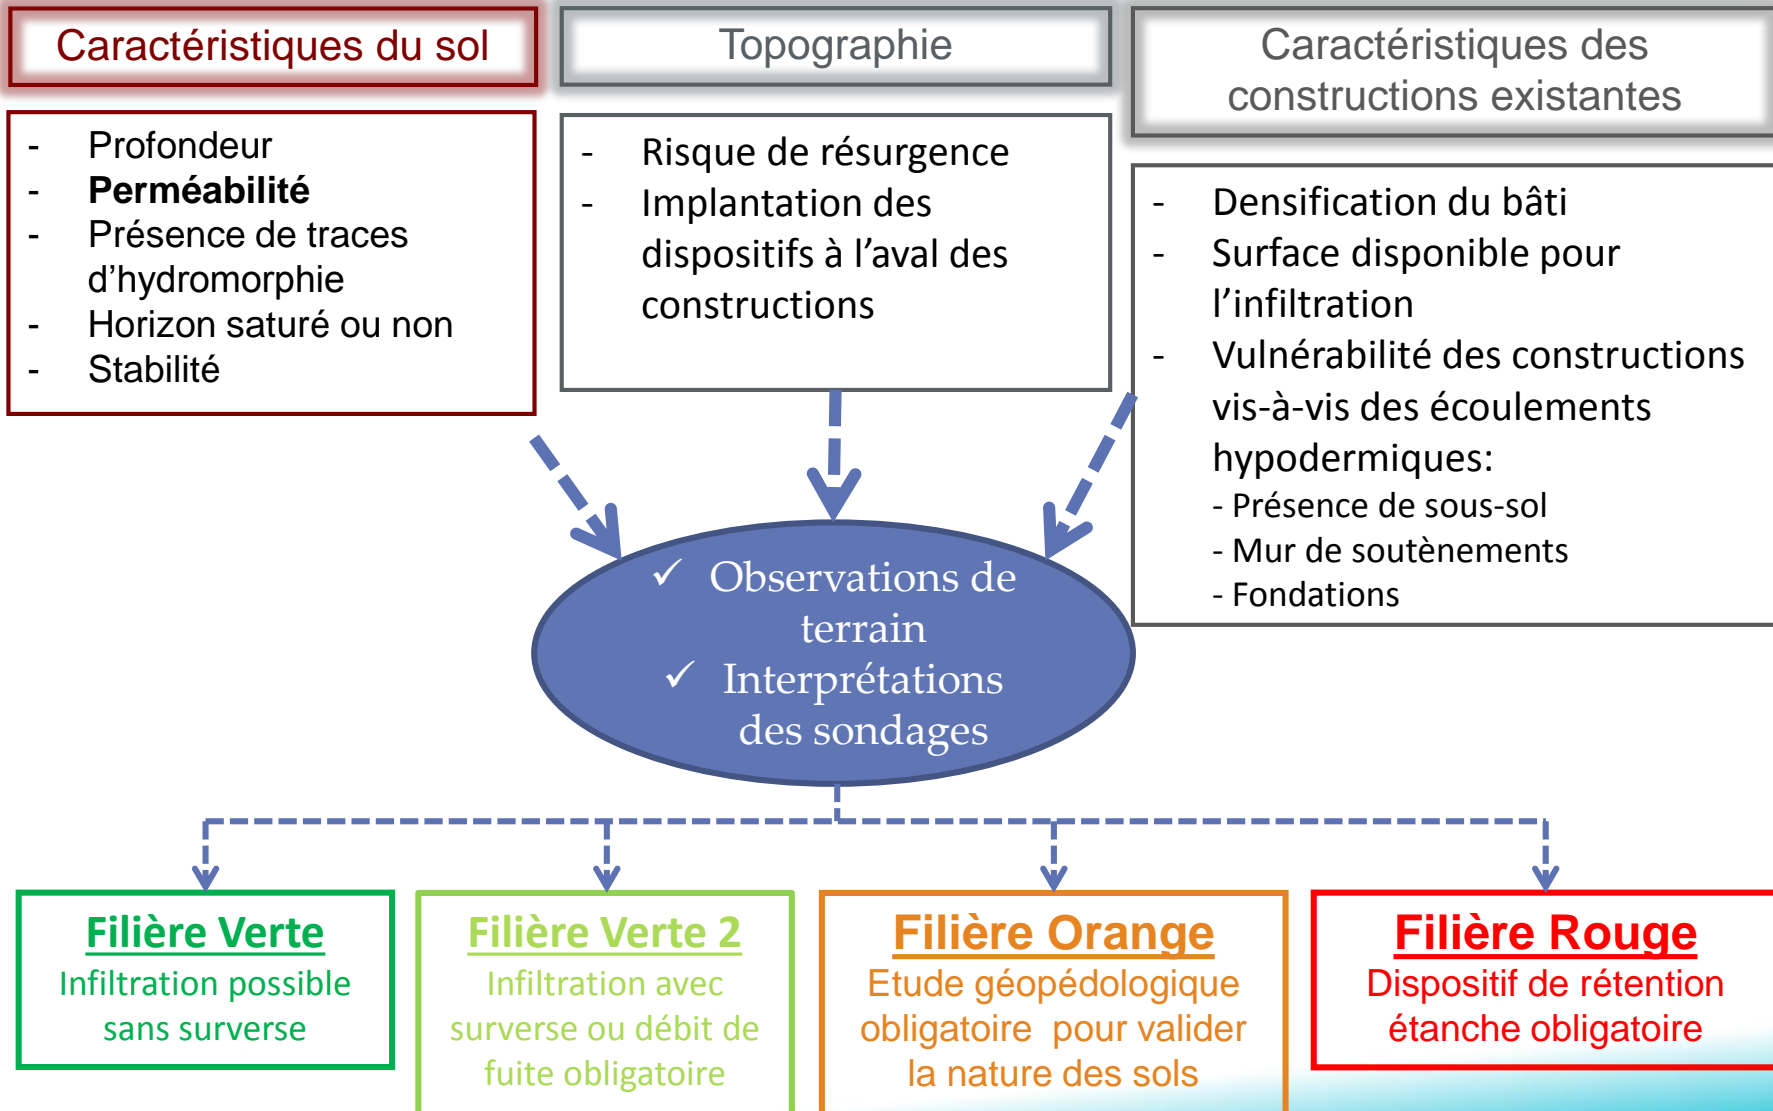 Caractéristiques du sol
- Profondeur
- Perméabilité
- Présence de traces
d'hydromorphie
- Horizon saturé ou non
- Stabilité
Topographie
- Risque de résurgence
- Implantation des
dispositifs à l'aval des
constructions
Caractéristiques des
constructions existantes
- Densification du bâti
- Surface disponible pour
l'infiltration
- Vulnérabilité des constructions
vis-à-vis des écoulements
hypodermiques:
- Présence de sous-sol
- Mur de soutènements
- Fondations
✓ Observations de
terrain
✓ Interprétations
des sondages
Filière Verte
Infiltration possible
sans surverse
Filière Verte 2
Infiltration avec
surverse ou débit de
fuite obligatoire
Filière Orange
Etude géopédologique
obligatoire pour valider
la nature des sols
Filière Rouge
Dispositif de rétention
étanche obligatoire